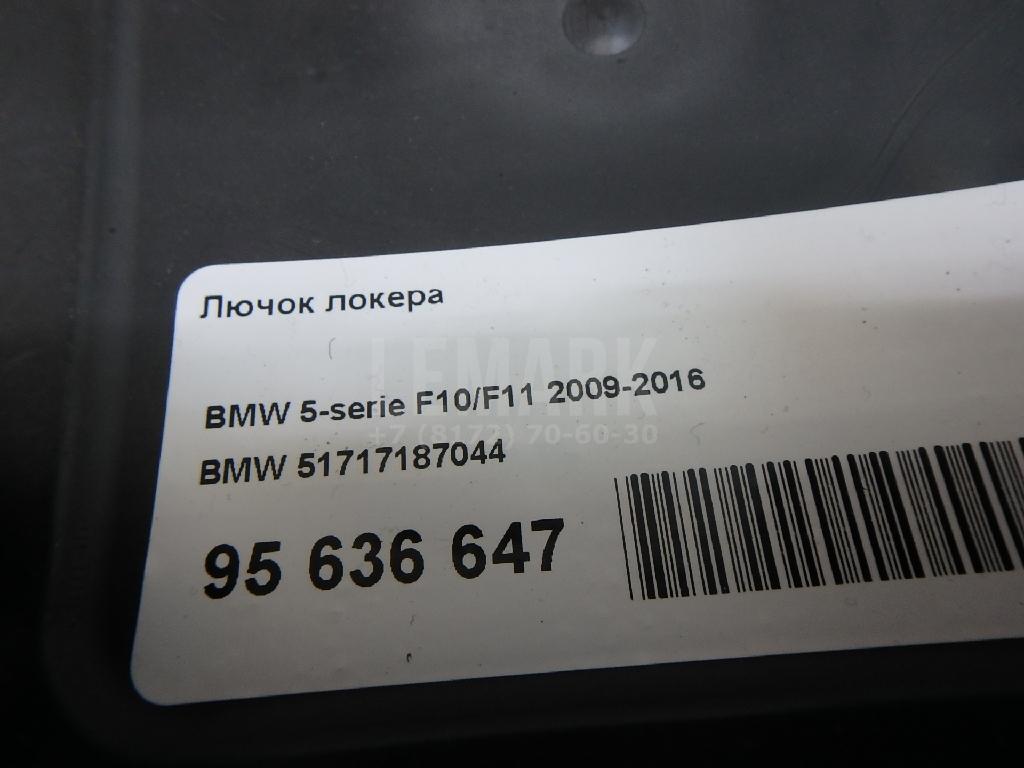 Лючок локера
LEMARK
BMW 5-serie F10/F11 2009-2016
+7 (8172) 70-60-30
BMW 51717187044
95 636 647